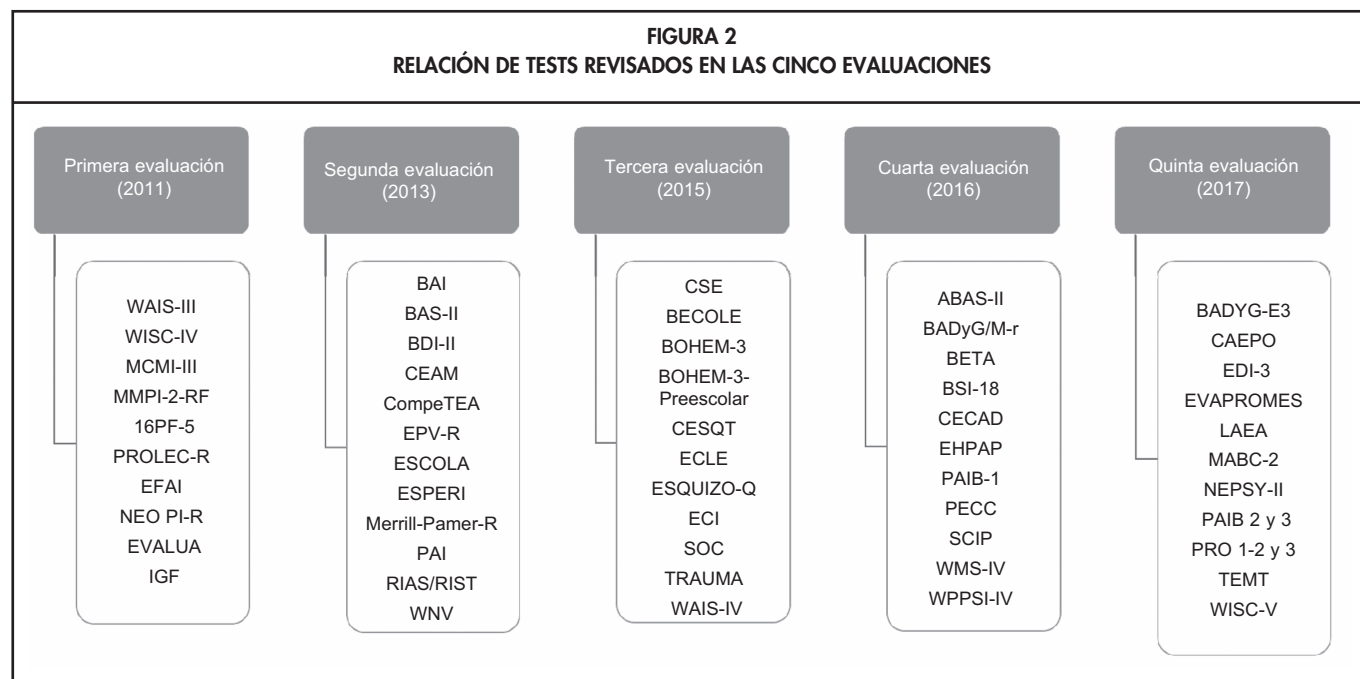 FIGURA 2
RELACIÓN DE TESTS REVISADOS EN LAS CINCO EVALUACIONES
Primera evaluación
(2011)
WAIS-III
WISC-IV
MCMI-III
MMPI-2-RF
16PF-5
PROLEC-R
EFAI
NEO PI-R
EVALUA
IGF
Segunda evaluación
(2013)
BAI
BAS-II
BDI-II
CEAM
CompeTEA
EPV-R
ESCOLA
ESPERI
Merrill-Pamer-R
PAI
RIAS/RIST
WNV
Tercera evaluación
(2015)
CSE
BECOLE
BOHEM-3
BOHEM-3-
Preescolar
CESQT
ECLE
ESQUIZO-Q
ECI
SOC
TRAUMA
WAIS-IV
Cuarta evaluación
(2016)
ABAS-II
BADyG/M-r
BETA
BSI-18
CECAD
EHPAP
PAIB-1
PECC
SCIP
WMS-IV
WPPSI-IV
Quinta evaluación
(2017)
BADYG-E3
CAEPO
EDI-3
EVAPROMES
LAEA
MABC-2
NEPSY-II
PAIB 2 y 3
PRO 1-2 y 3
TEMT
WISC-V